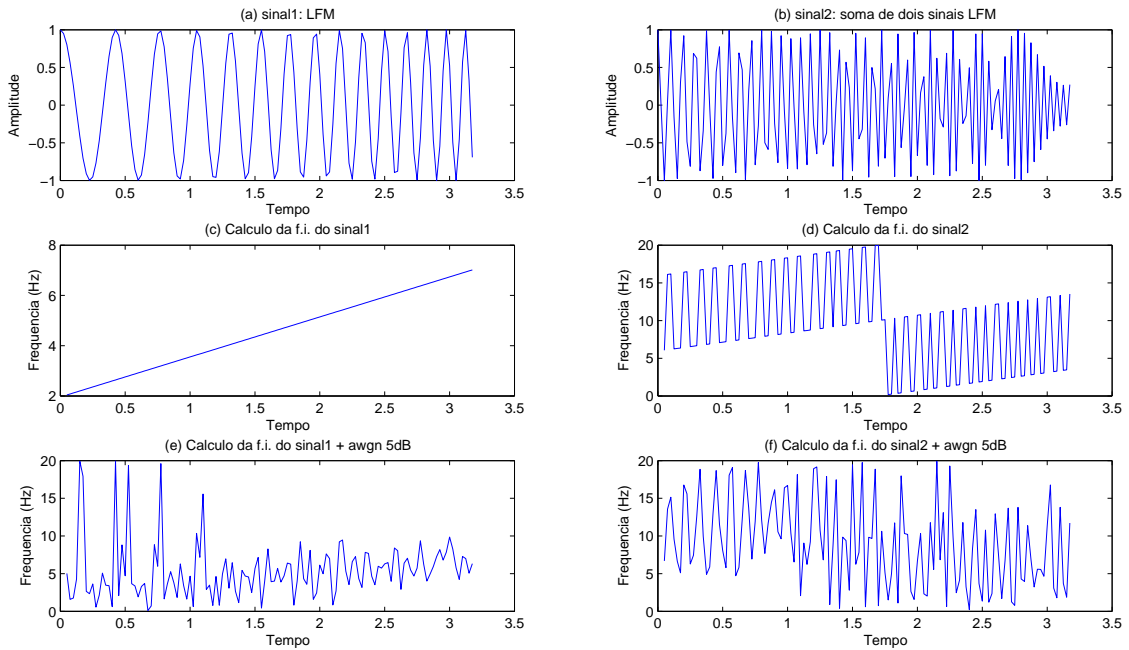 (a) sinal1: LFM
Amplitude
1
0.5
0
−0.5
−1
0 0.5 1 1.5 2 2.5 3 3.5
Tempo
(b) sinal2: soma de dois sinais LFM
Amplitude
1
0.5
0
−0.5
−1
0 0.5 1 1.5 2 2.5 3 3.5
Tempo
(c) Calculo da f.i. do sinal1
Frequencia (Hz)
8
6
4
2
0 0.5 1 1.5 2 2.5 3 3.5
Tempo
(d) Calculo da f.i. do sinal2
Frequencia (Hz)
20
15
10
5
0
0 0.5 1 1.5 2 2.5 3 3.5
Tempo
(e) Calculo da f.i. do sinal1 + awgn 5dB
Frequencia (Hz)
20
15
10
5
0
0 0.5 1 1.5 2 2.5 3 3.5
Tempo
(f) Calculo da f.i. do sinal2 + awgn 5dB
Frequencia (Hz)
20
15
10
5
0
0 0.5 1 1.5 2 2.5 3 3.5
Tempo